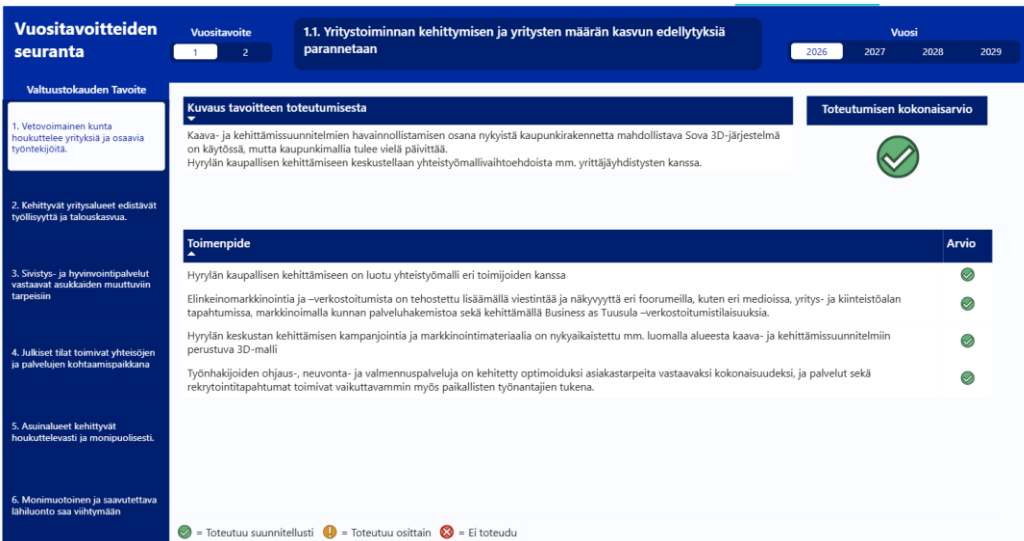 Vuositavoitteiden
seuranta
Vuositavoite
1 2
1.1. Yritystoiminnan kehittymisen ja yritysten määrän kasvun edellytyksiä
parannetaan
Vuosi
2026 2027 2028 2029
Valtuustokauden Tavoite
1. Vetovoimainen kunta
houkuttelee yrityksiä ja osaavia
työntekijöitä.
2. Kehittyvät yritysalueet edistävät
työllisyyttä ja talouskasvua.
3. Sivistys- ja hyvinvointipalvelut
vastaavat asukkaiden muuttuviin
tarpeisiin
4. Julkiset tilat toimivat yhteisöjen
ja palvelujen kohtaamispaikkana
5. Asuinalueet kehittyvät
houkuttelevasti ja monipuolisesti.
6. Monimuotoinen ja saavutettava
lähiluonto saa viihtymään
Kuvaus tavoitteen toteutumisesta
Kaava- ja kehittämissuunnitelmien havainnollistamisen osana nykyistä kaupunkirakennetta mahdollistava Sova 3D-järjestelmä
on käytössä, mutta kaupunkimallia tulee vielä päivittää.
Hyrylän kaupallisen kehittämiseen keskustellaan yhteistyömallivaihtoehdoista mm. yrittäjäyhdistysten kanssa.
Toteutumisen kokonaisarvio
Toimenpide Arvio
Hyrylän kaupallisen kehittämiseen on luotu yhteistyömalli eri toimijoiden kanssa
Elinkeinomarkkinointia ja –verkostoitumista on tehostettu lisäämällä viestintää ja näkyvyyttä eri foorumeilla, kuten eri medioissa, yritys- ja kiinteistöalan
tapahtumissa, markkinoimalla kunnan palveluhakemistoa sekä kehittämällä Business as Tuusula –verkostoitumistilaisuuksia.
Hyrylän keskustan kehittämisen kampanjointia ja markkinointimateriaalia on nykyaikaistettu mm. luomalla alueesta kaava- ja kehittämissuunnitelmiin
perustuva 3D-malli
Työnhakijoiden ohjaus-, neuvonta- ja valmennuspalveluja on kehitetty optimoiduksi asiakastarpeita vastaavaksi kokonaisuudeksi, ja palvelut sekä
rekrytointitapahtumat toimivat vaikuttavammin myös paikallisten työnantajien tukena.
= Toteutuu suunnitellusti = Toteutuu osittain = Ei toteudu